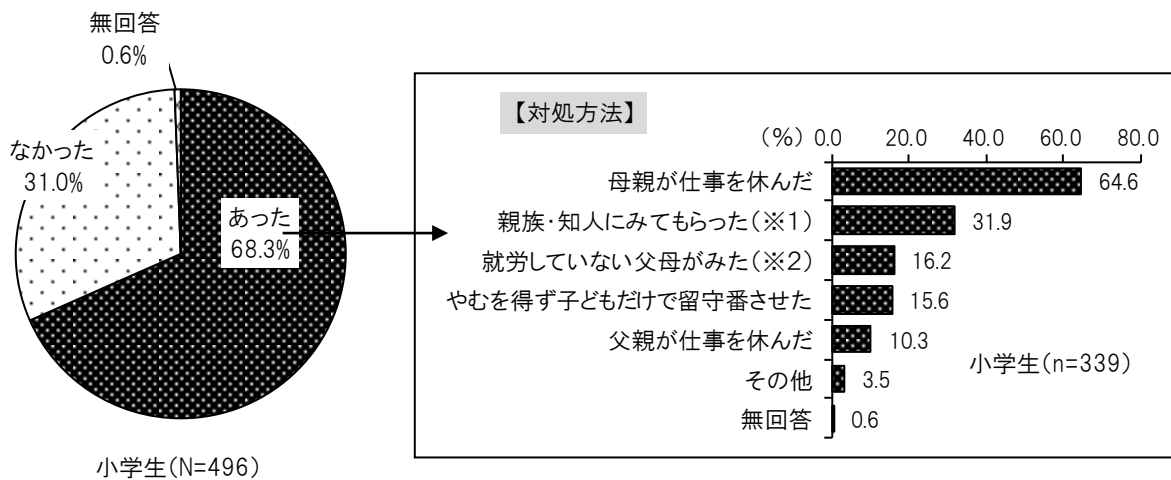 無回答
0.6%
なかった
31.0%
あった
68.3%
小学生(N=496)
【対処方法】
(%) 0.0 20.0 40.0 60.0 80.0
母親が仕事を休んだ 64.6
親族・知人にみてもらった(※1) 31.9
就労していない父母がみた(※2) 16.2
やむを得ず子どもだけで留守番させた 15.6
父親が仕事を休んだ 10.3
その他 3.5
無回答 0.6
小学生(n=339)